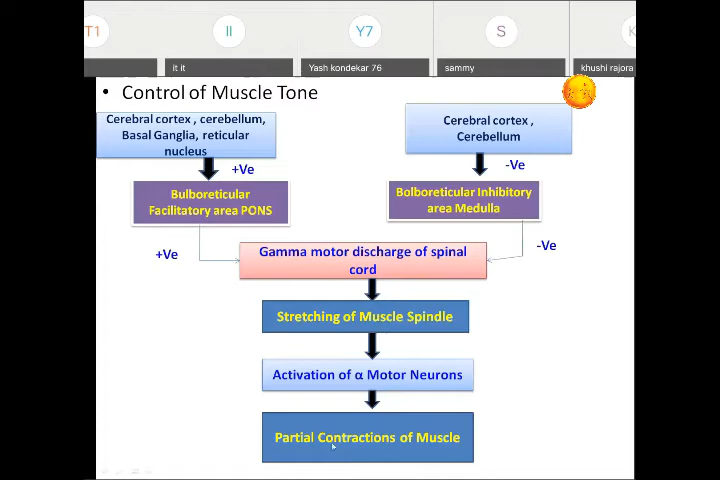 T1
II
Y7
S
K
it it
Yash kondekar 76
sammy
khushi rajora
• Control of Muscle Tone
Cerebral cortex , cerebellum,
Basal Ganglia, reticular
nucleus
Cerebral cortex ,
Cerebellum
+Ve
-Ve
Bulboreticular
Facilitatory area PONS
Bolboreticular Inhibitory
area Medulla
+Ve
-Ve
Gamma motor discharge of spinal
cord
Stretching of Muscle Spindle
Activation of α Motor Neurons
Partial Contractions of Muscle